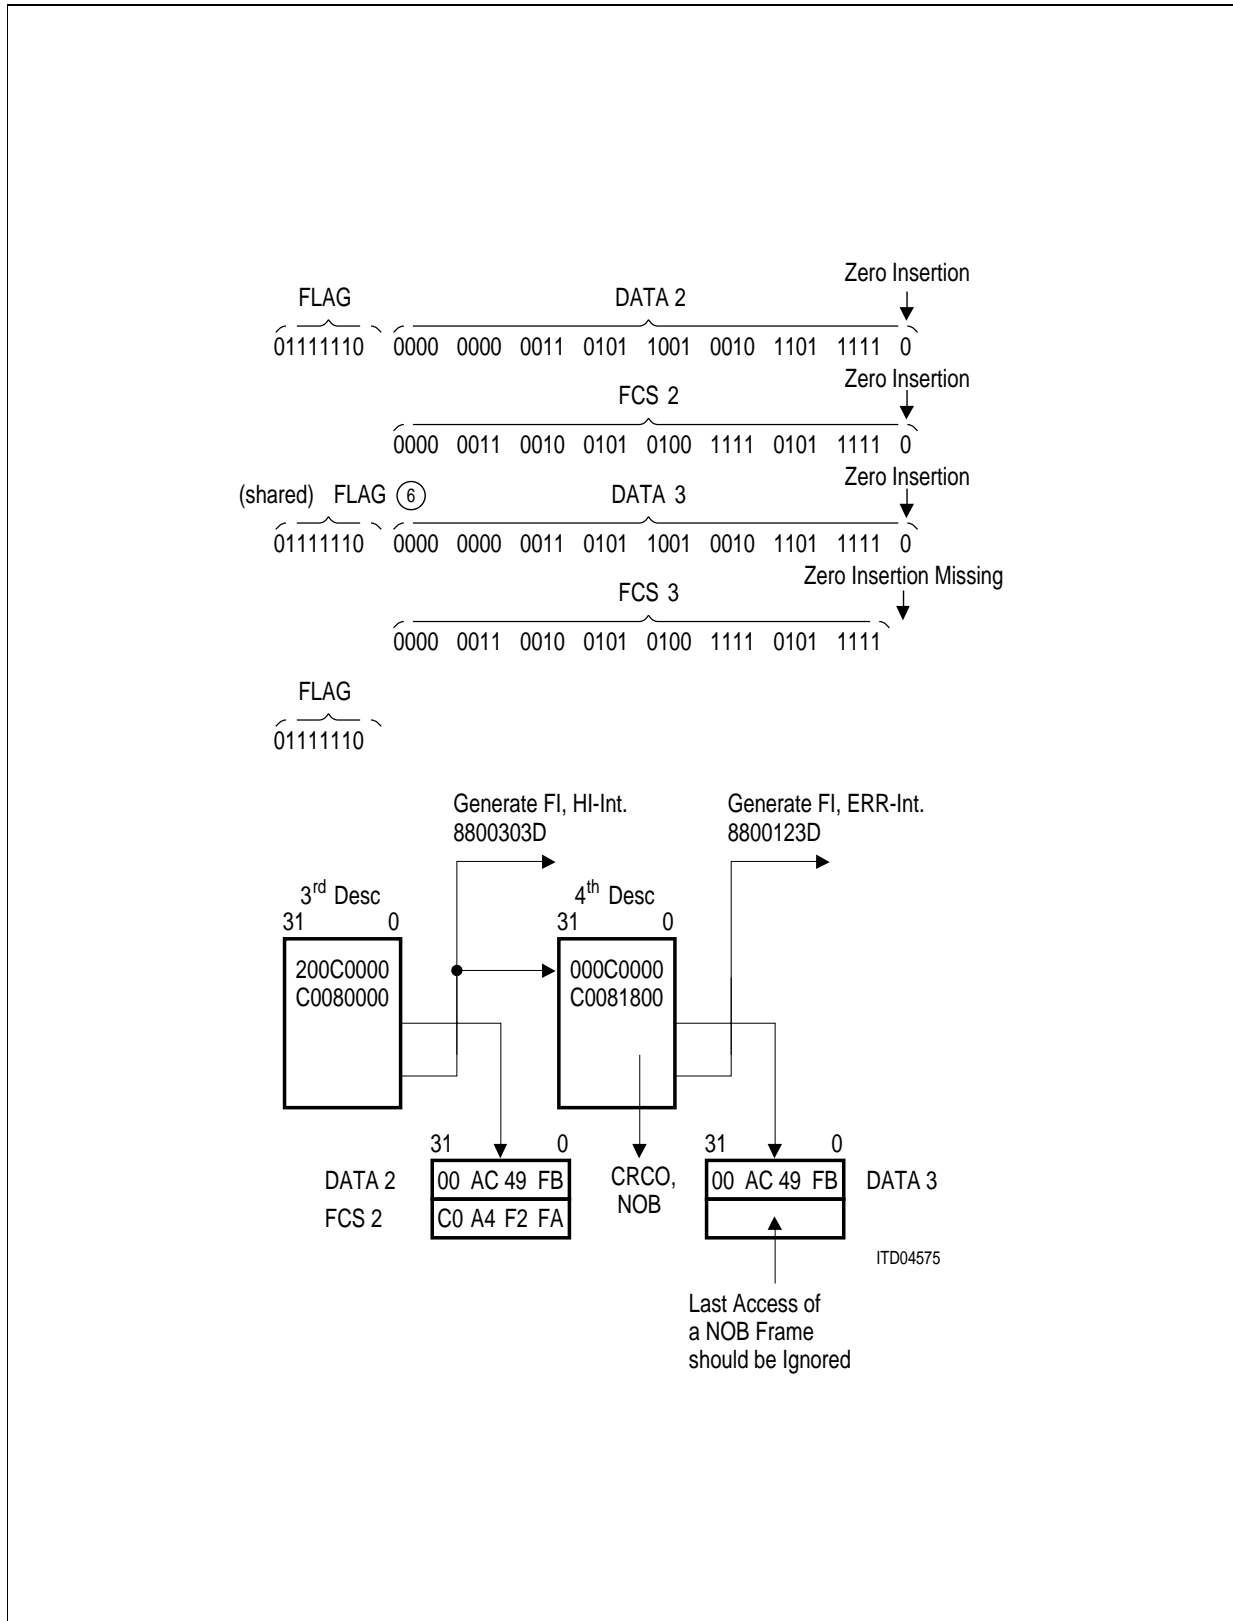 Zero Insertion
FLAG DATA 2
01111110 0000 0000 0011 0101 1001 0010 1101 1111 0
Zero Insertion
FCS 2
0000 0011 0010 0101 0100 1111 0101 1111 0
Zero Insertion
(shared) FLAG 6 DATA 3
01111110 0000 0000 0011 0101 1001 0010 1101 1111 0
Zero Insertion Missing
FCS 3
0000 0011 0010 0101 0100 1111 0101 1111
FLAG
01111110
Generate FI, HI-Int.
8800303D
Generate FI, ERR-Int.
8800123D
3rd Desc
31 0
200C0000
C0080000
4th Desc
31 0
000C0000
C0081800
31 0
DATA 2 00 AC 49 FB
FCS 2 C0 A4 F2 FA
CRCO,
NOB
31 0
00 AC 49 FB DATA 3
ITD04575
Last Access of
a NOB Frame
should be Ignored